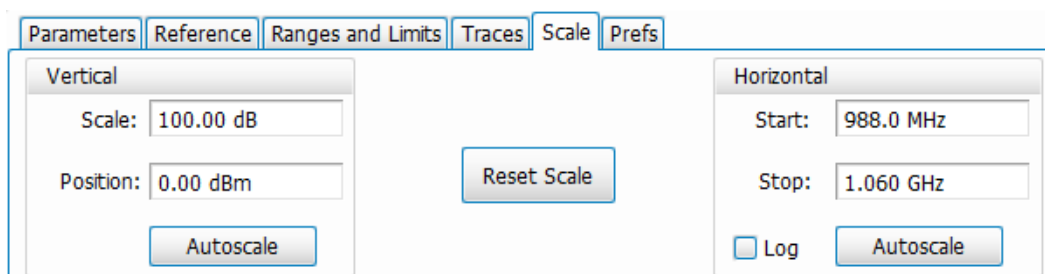 Parameters Reference Ranges and Limits Traces Scale Prefs
Vertical
Scale: 100.00 dB
Position: 0.00 dBm
Autoscale
Reset Scale
Horizontal
Start: 988.0 MHz
Stop: 1.060 GHz
Log Autoscale